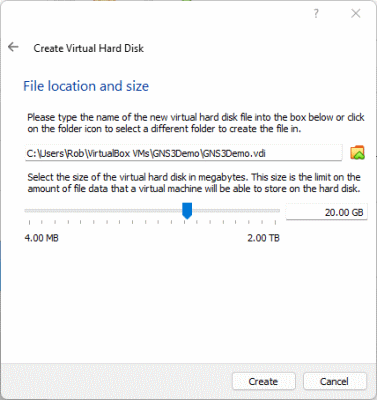 ?
Create Virtual Hard Disk
File location and size
Please type the name of the new virtual hard disk file into the box below or click
on the folder icon to select a different folder to create the file in.
C:\Users\Rob\VirtualBox VMs\GNS3Demo\GNS3Demo.vdi
Select the size of the virtual hard disk in megabytes. This size is the limit on the
amount of file data that a virtual machine will be able to store on the hard disk.
20.00 GB
4.00 MB 2.00 TB
Create Cancel